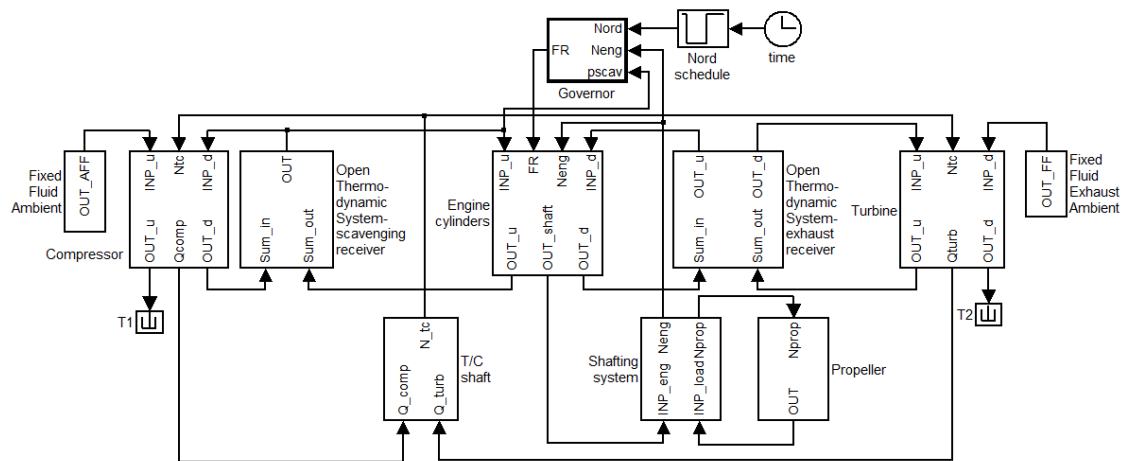 Nord
Neng
pscav
FR
Governor
Nord
schedule
time
Fixed
Fluid
Ambient
OUT_AFF
INP_u
Ntc
INP_d
OUT_u
Qcomp
OUT_d
Compressor
T1
OUT
Sum_in
Sum_out
Open
Thermo-
dynamic
System-
scavenging
receiver
Engine
cylinders
INP_u
FR
Neng
INP_d
OUT_u
OUT_shaft
OUT_d
OUT_u
OUT_d
Sum_in
Sum_out
Open
Thermo-
dynamic
System-
exhaust
receiver
Turbine
INP_u
Ntc
INP_d
OUT_u
Qturb
OUT_d
T2
OUT_FF
Fixed
Fluid
Exhaust
Ambient
N_tc
Q_comp
Q_turb
T/C
shaft
Shafting
system
Neng
Nprop
INP_eng
INP_load
Nprop
OUT
Propeller